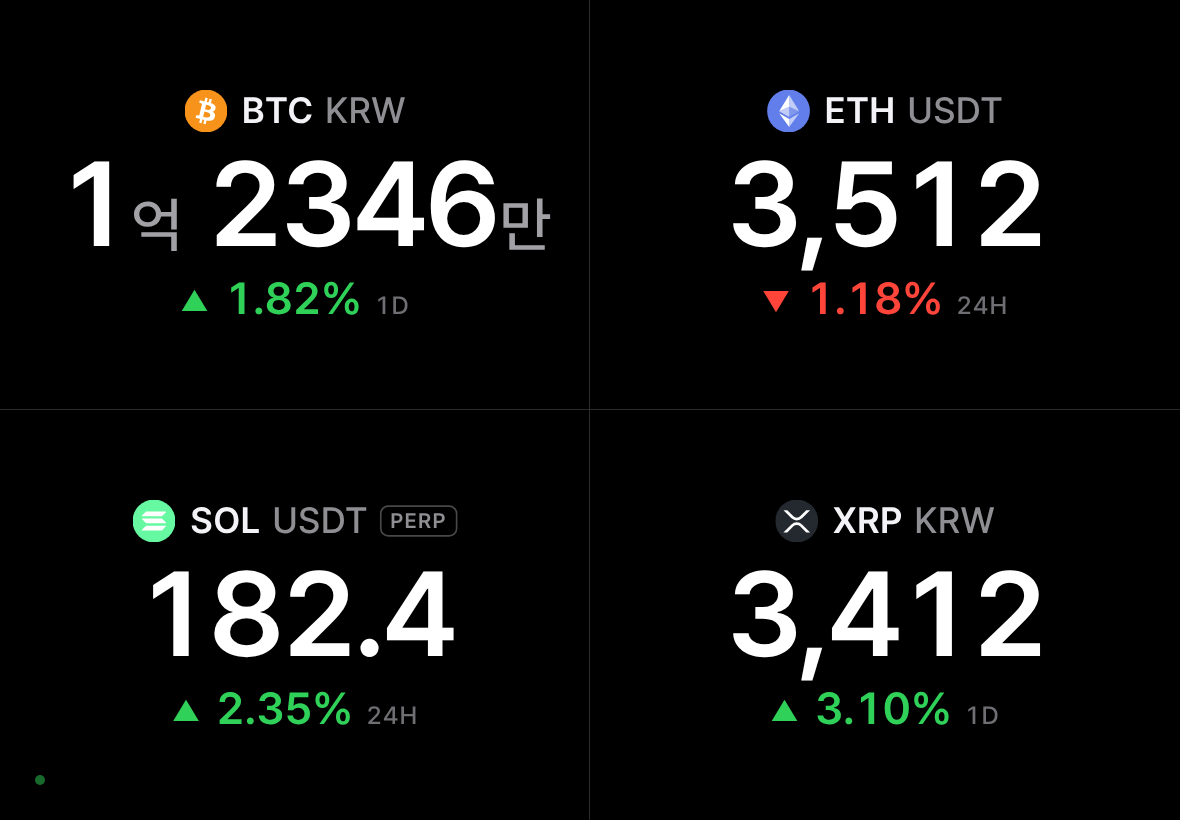 BTC KRW
1억 2346만
▲ 1.82% 1D
ETH USDT
3,512
▼ 1.18% 24H
SOL USDT PERP
182.4
▲ 2.35% 24H
XRP KRW
3,412
▲ 3.10% 1D